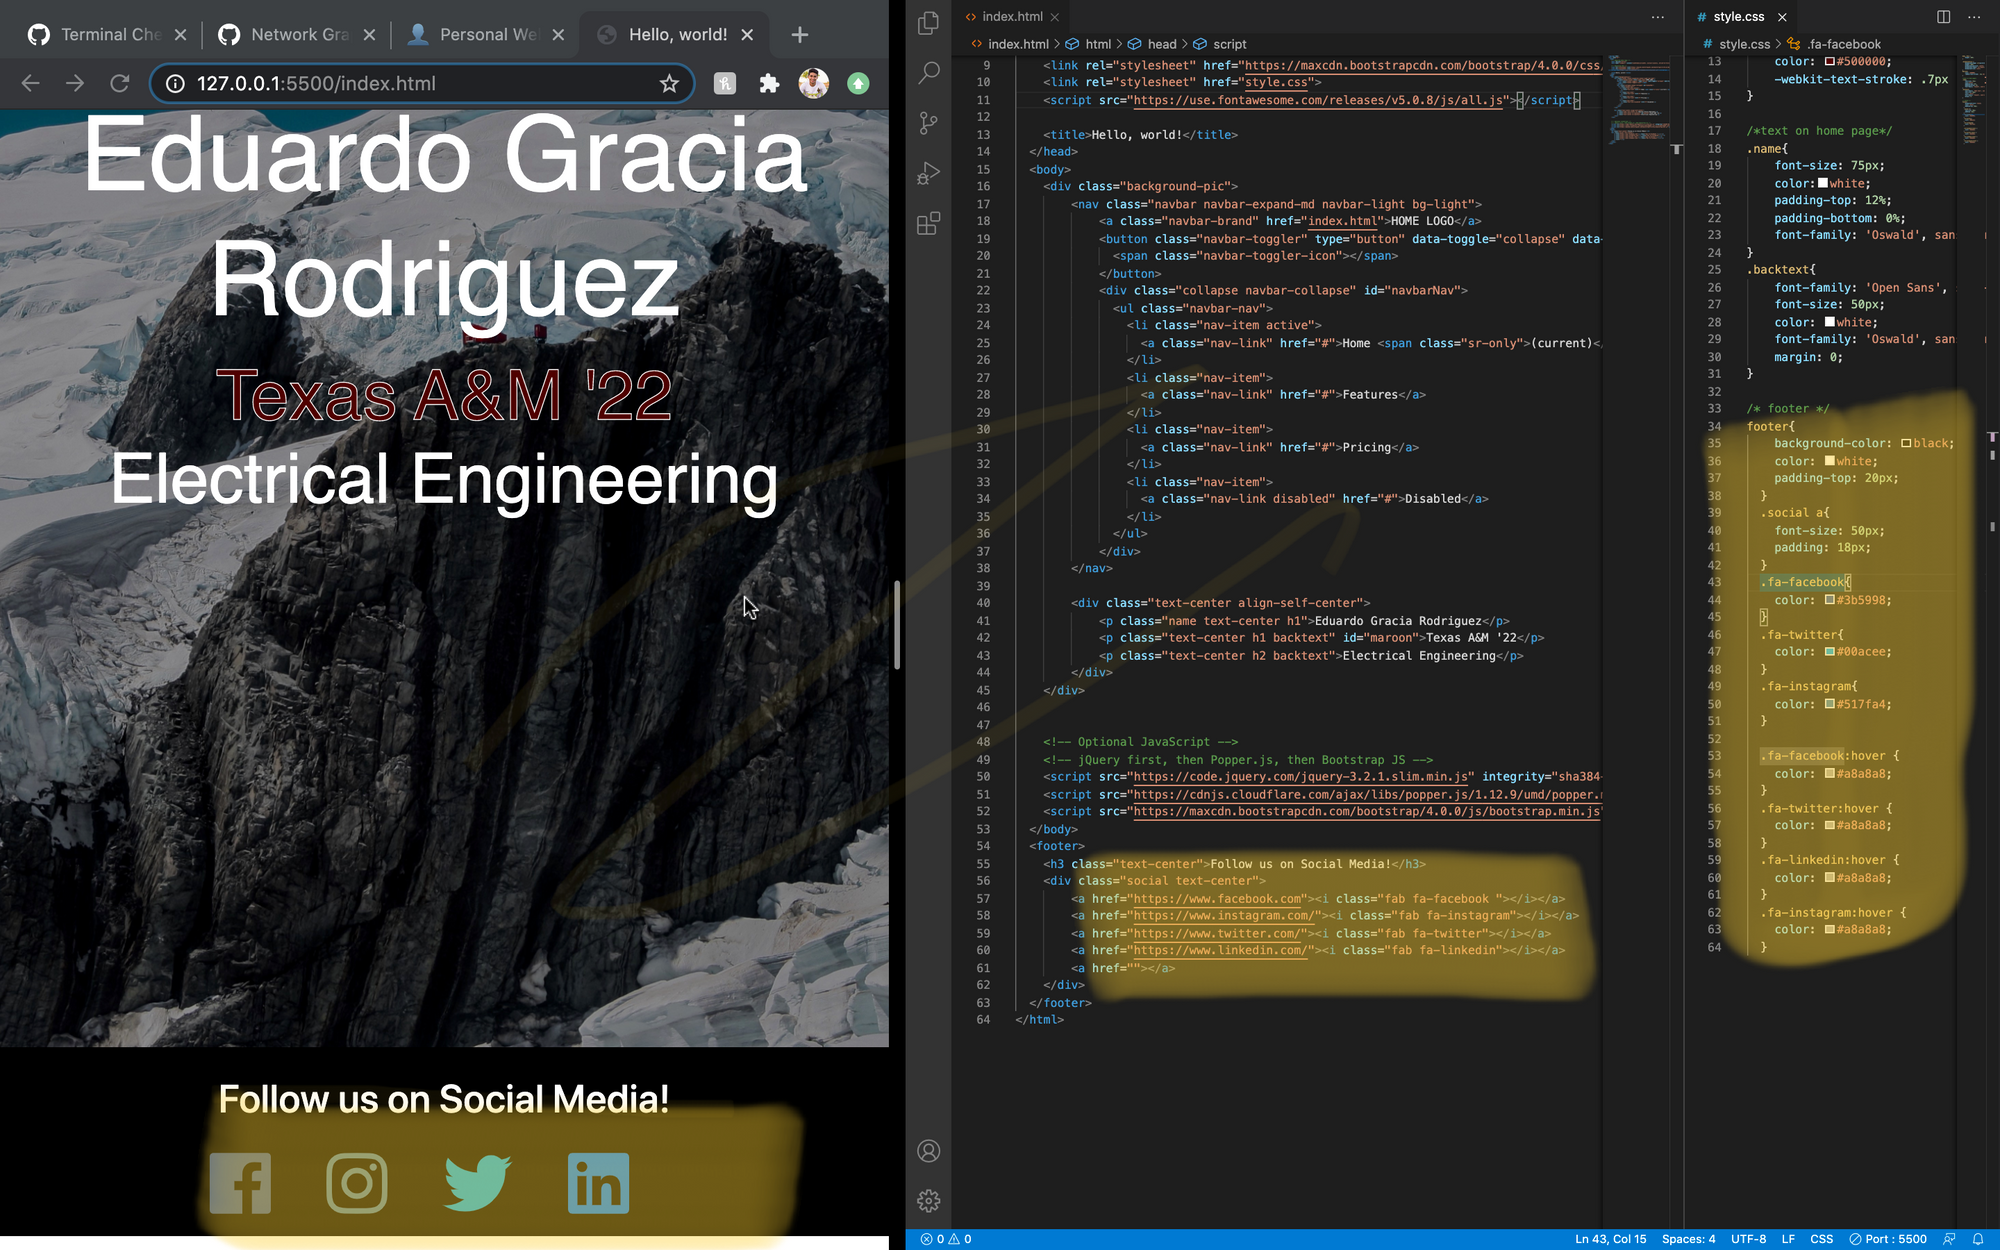 Terminal Che
Network Gra
Personal We
Hello, world!
127.0.0.1:5500/index.html
Eduardo Gracia
Rodriguez
Texas A&M '22
Electrical Engineering
Follow us on Social Media!
index.html
index.html > html > head > script
9 <link rel="stylesheet" href="https://maxcdn.bootstrapcdn.com/bootstrap/4.0.0/css,
10 <link rel="stylesheet" href="style.css">
11 <script src="https://use.fontawesome.com/releases/v5.0.8/js/all.js"></script>
12
13 <title>Hello, world!</title>
14 </head>
15 <body>
16 <div class="background-pic">
17 <nav class="navbar navbar-expand-md navbar-light bg-light">
18 <a class="navbar-brand" href="index.html">HOME LOGO</a>
19 <button class="navbar-toggler" type="button" data-toggle="collapse" data-
20 <span class="navbar-toggler-icon"></span>
21 </button>
22 <div class="collapse navbar-collapse" id="navbarNav">
23 <ul class="navbar-nav">
24 <li class="nav-item active">
25 <a class="nav-link" href="#">Home <span class="sr-only">(current)</
26 </li>
27 <li class="nav-item">
28 <a class="nav-link" href="#">Features</a>
29 </li>
30 <li class="nav-item">
31 <a class="nav-link" href="#">Pricing</a>
32 </li>
33 <li class="nav-item">
34 <a class="nav-link disabled" href="#">Disabled</a>
35 </li>
36 </ul>
37 </div>
38 </nav>
39
40 <div class="text-center align-self-center">
41 <p class="name text-center h1">Eduardo Gracia Rodriguez</p>
42 <p class="text-center h1 backtext" id="maroon">Texas A&M '22</p>
43 <p class="text-center h2 backtext">Electrical Engineering</p>
44 </div>
45 </div>
46
47
48 <!-- Optional JavaScript -->
49 <!-- jQuery first, then Popper.js, then Bootstrap JS -->
50 <script src="https://code.jquery.com/jquery-3.2.1.slim.min.js" integrity="sha384-
51 <script src="https://cdnjs.cloudflare.com/ajax/libs/popper.js/1.12.9/umd/popper.m
52 <script src="https://maxcdn.bootstrapcdn.com/bootstrap/4.0.0/js/bootstrap.min.js"
53 </body>
54 <footer>
55 <h3 class="text-center">Follow us on Social Media!</h3>
56 <div class="social text-center">
57 <a href="https://www.facebook.com"><i class="fab fa-facebook "></i></a>
58 <a href="https://www.instagram.com/"><i class="fab fa-instagram"></i></a>
59 <a href="https://www.twitter.com/"><i class="fab fa-twitter"></i></a>
60 <a href="https://www.linkedin.com/"><i class="fab fa-linkedin"></i></a>
61 <a href=""></a>
62 </div>
63 </footer>
64 </html>
style.css
style.css > .fa-facebook
13 color: #500000;
14 -webkit-text-stroke: .7px
15 }
16
17 /*text on home page*/
18 .name{
19 font-size: 75px;
20 color: white;
21 padding-top: 12%;
22 padding-bottom: 0%;
23 font-family: 'Oswald', san
24 }
25 .backtext{
26 font-family: 'Open Sans',
27 font-size: 50px;
28 color: white;
29 font-family: 'Oswald', san
30 margin: 0;
31 }
32
33 /* footer */
34 footer{
35 background-color: black;
36 color: white;
37 padding-top: 20px;
38 }
39 .social a{
40 font-size: 50px;
41 padding: 18px;
42 }
43 .fa-facebook{
44 color: #3b5998;
45 }
46 .fa-twitter{
47 color: #00acee;
48 }
49 .fa-instagram{
50 color: #517fa4;
51 }
52
53 .fa-facebook:hover {
54 color: #a8a8a8;
55 }
56 .fa-twitter:hover {
57 color: #a8a8a8;
58 }
59 .fa-linkedin:hover {
60 color: #a8a8a8;
61 }
62 .fa-instagram:hover {
63 color: #a8a8a8;
64 }
0 0 Ln 43, Col 15 Spaces: 4 UTF-8 LF CSS Port : 5500